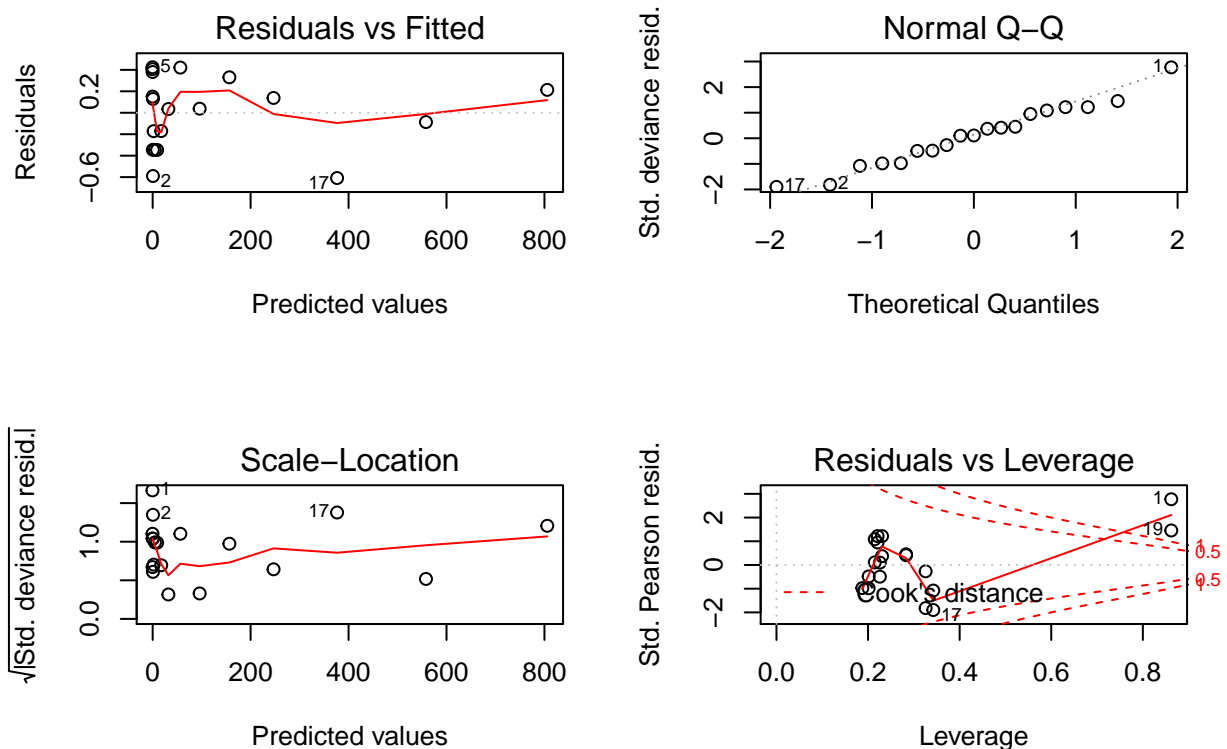 Residuals vs Fitted
Residuals
0.2
−0.6
5
2
17
0 200 400 600 800
Predicted values
Normal Q−Q
Std. deviance resid.
2
0
−2
1
17
2
−2 −1 0 1 2
Theoretical Quantiles
Scale−Location
√|Std. deviance resid.|
1.0
0.0
1
2
17
0 200 400 600 800
Predicted values
Residuals vs Leverage
Std. Pearson resid.
2
0
−2
1
19
17
Cook's distance
1
0.5
0.5
1
0.0 0.2 0.4 0.6 0.8
Leverage